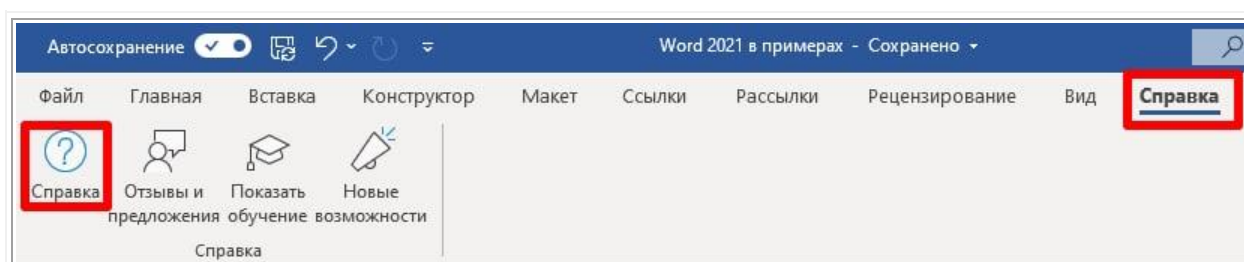 Автосохранение Word 2021 в примерах - Сохранено
Файл Главная Вставка Конструктор Макет Ссылки Рассылки Рецензирование Вид Справка
Справка Отзывы и Показать Новые
предложения обучение возможности
Справка